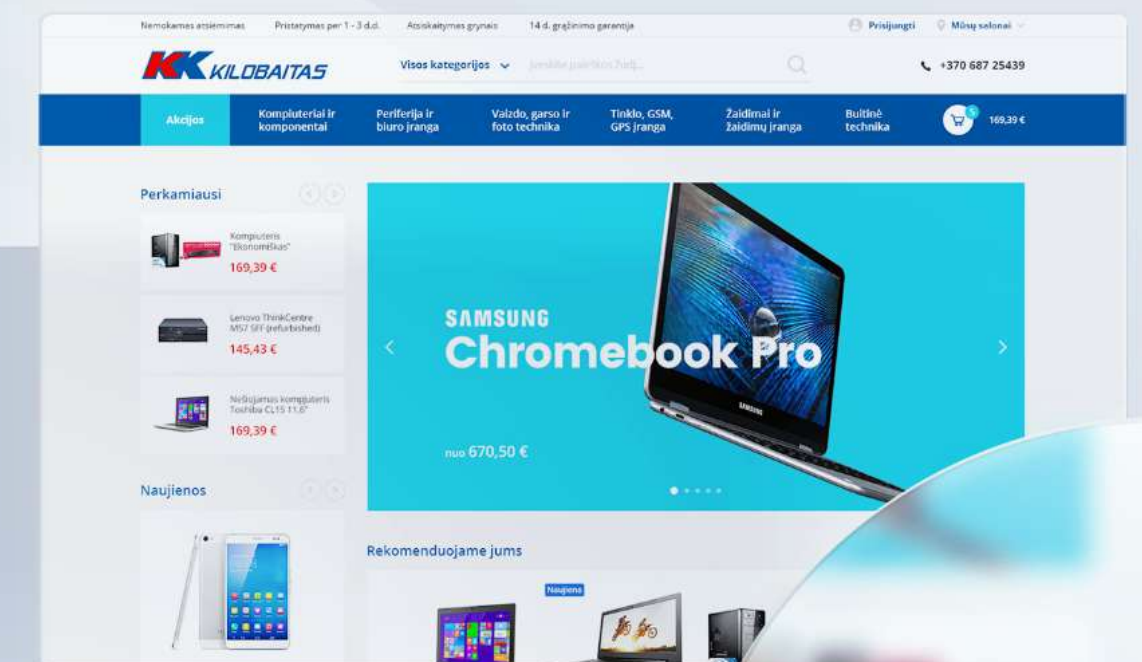 Nemokamas atsiėmimas Pristatymas per 1 - 3 d.d. Atsiskaitymas grynais 14 d. grąžinimo garantija Prisijungti Mūsų salonai
KK KILOBAITAS Visos kategorijos +370 687 25439
Akcijos
Kompiuteriai ir
komponentai
Periferija ir
biuro įranga
Vaizdo, garso ir
foto technika
Tinklo, GSM,
GPS įranga
Žaidimai ir
žaidimų įranga
Buitinė
technika
5
169,39 €
Perkamiausi
Kompiuteris
"Ekonomiškas"
169,39 €
Lenovo ThinkCentre
M57 SFF (refurbished)
145,43 €
Nešiojamas kompiuteris
Toshiba CL15 11,6"
169,39 €
SAMSUNG
Chromebook Pro
SAMSUNG
nuo 670,50 €
Naujienos
Rekomenduojame jums
Naujiena